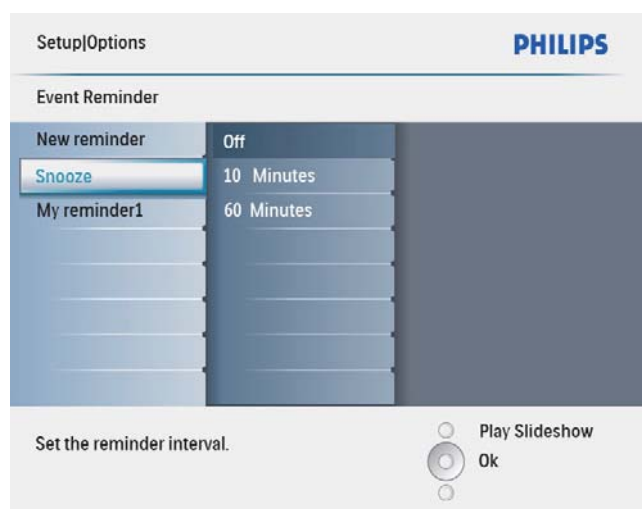 Setup|Options
PHILIPS
Event Reminder
New reminder
Off
Snooze
10 Minutes
My reminder1
60 Minutes
Set the reminder interval.
Play Slideshow
Ok